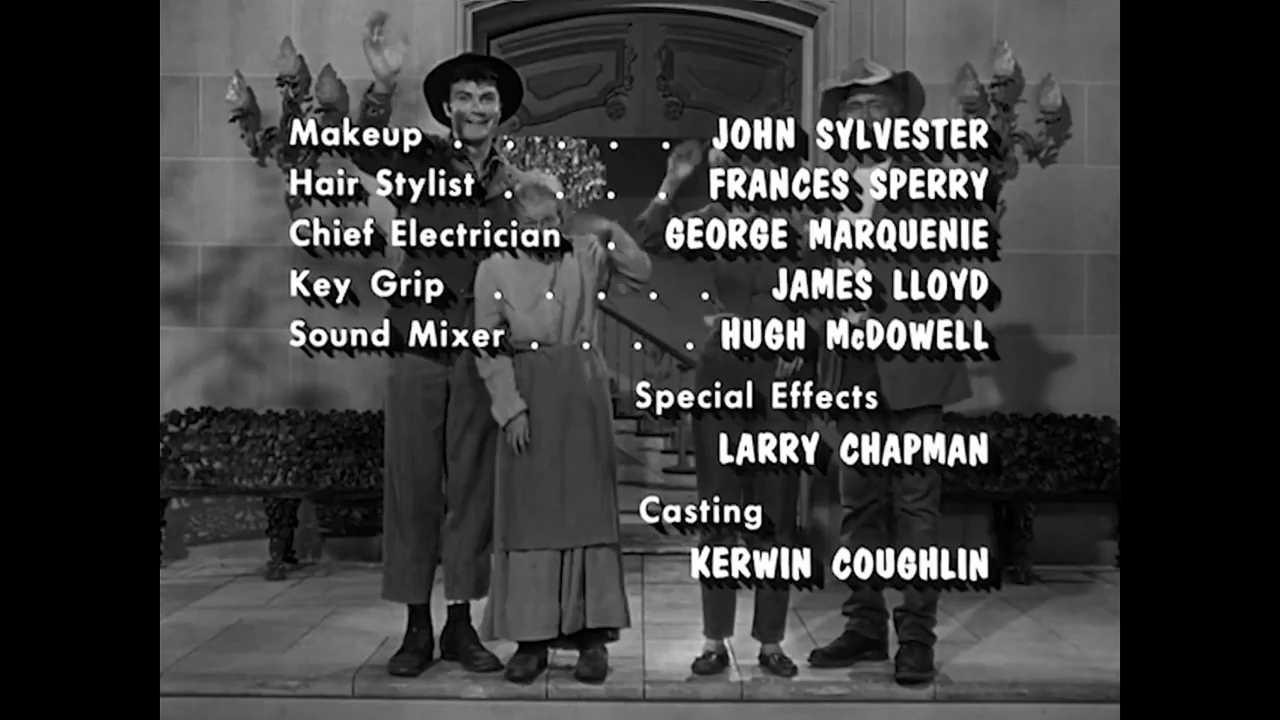 Makeup . . . . . JOHN SYLVESTER
Hair Stylist . . . . FRANCES SPERRY
Chief Electrician . GEORGE MARQUENIE
Key Grip . . . . . JAMES LLOYD
Sound Mixer . . . . HUGH McDOWELL
Special Effects
LARRY CHAPMAN
Casting
KERWIN COUGHLIN